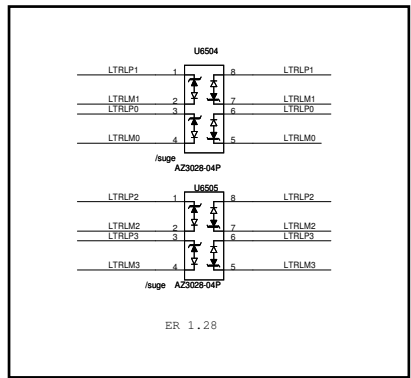 U6504
LTRLP1 1 8 LTRLP1
LTRLM1 2 7 LTRLM1
LTRLP0 3 6 LTRLP0
LTRLM0 4 5 LTRLM0
/suge
AZ3028-04P
U6505
LTRLP2 1 8 LTRLP2
LTRLM2 2 7 LTRLM2
LTRLP3 3 6 LTRLP3
LTRLM3 4 5 LTRLM3
/suge AZ3028-04P
ER 1.28